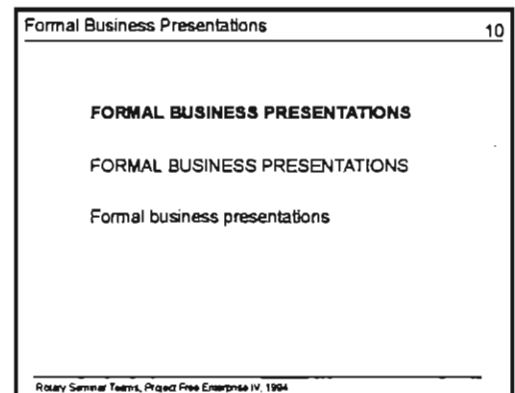 Formal Business Presentations 10
FORMAL BUSINESS PRESENTATIONS
FORMAL BUSINESS PRESENTATIONS
Formal business presentations
Rotary Seminar Teams, Project Free Enterprise IV, 1994